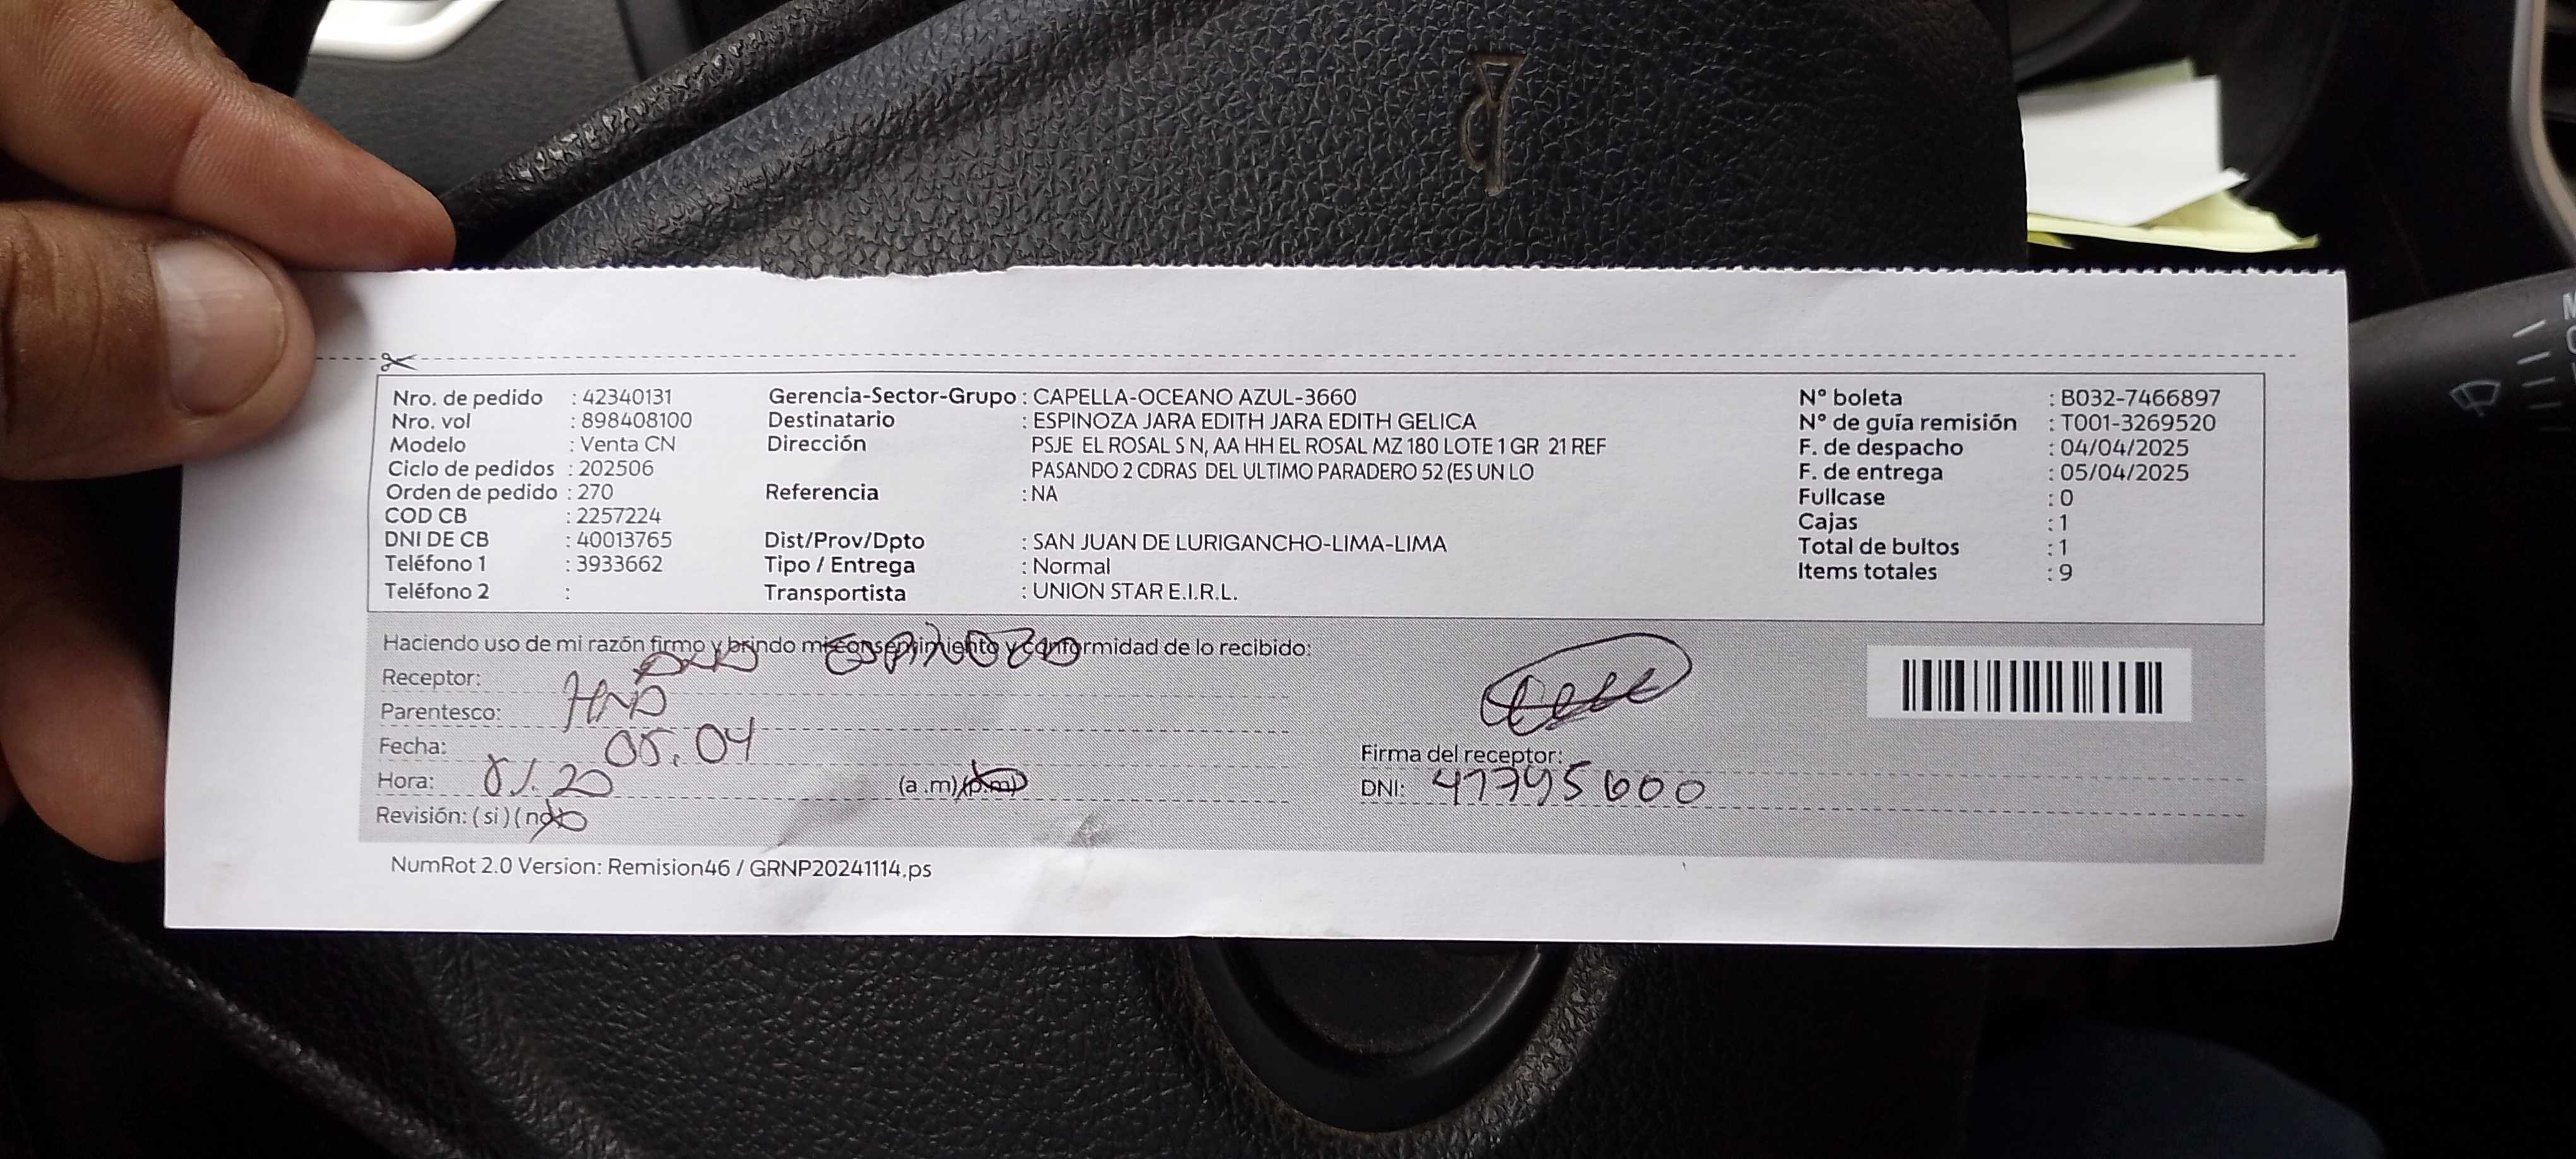 Nro. de pedido : 42340131
Nro. vol : 898408100
Modelo : Venta CN
Ciclo de pedidos : 202506
Orden de pedido : 270
COD CB : 2257224
DNI DE CB : 40013765
Teléfono 1 : 3933662
Teléfono 2 :
Gerencia-Sector-Grupo : CAPELLA-OCEANO AZUL-3660
Destinatario : ESPINOZA JARA EDITH JARA EDITH GELICA
Dirección PSJE EL ROSAL S N, AA HH EL ROSAL MZ 180 LOTE 1 GR 21 REF
PASANDO 2 CDRAS DEL ULTIMO PARADERO 52 (ES UN LO
Referencia : NA
Dist/Prov/Dpto : SAN JUAN DE LURIGANCHO-LIMA-LIMA
Tipo / Entrega : Normal
Transportista : UNION STAR E.I.R.L.
N° boleta : B032-7466897
N° de guía remisión : T001-3269520
F. de despacho : 04/04/2025
F. de entrega : 05/04/2025
Fullcase : 0
Cajas : 1
Total de bultos : 1
Items totales : 9
Haciendo uso de mi razón firmo y brindo mi consentimiento y conformidad de lo recibido:
Receptor: ESPINOZA
Parentesco: HNO
Fecha: 05.04
Hora: (a.m) (p.m)
Revisión: ( si ) ( no )
Firma del receptor:
DNI: 47745600
NumRot 2.0 Version: Remision46 / GRNP20241114.ps